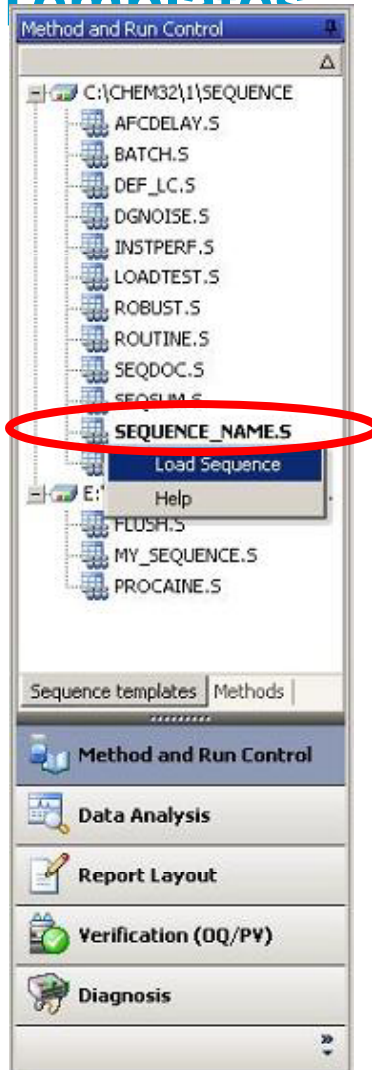 Method and Run Control
C:\CHEM32\1\SEQUENCE
AFCDELAY.S
BATCH.S
DEF_LC.S
DGNOISE.S
INSTPERF.S
LOADTEST.S
ROBUST.S
ROUTINE.S
SEQDOC.S
SEQSUM.S
SEQUENCE_NAME.S
Load Sequence
E:\
Help
FLUSH.S
MY_SEQUENCE.S
PROCAINE.S
Sequence templates Methods
Method and Run Control
Data Analysis
Report Layout
Verification (OQ/PV)
Diagnosis